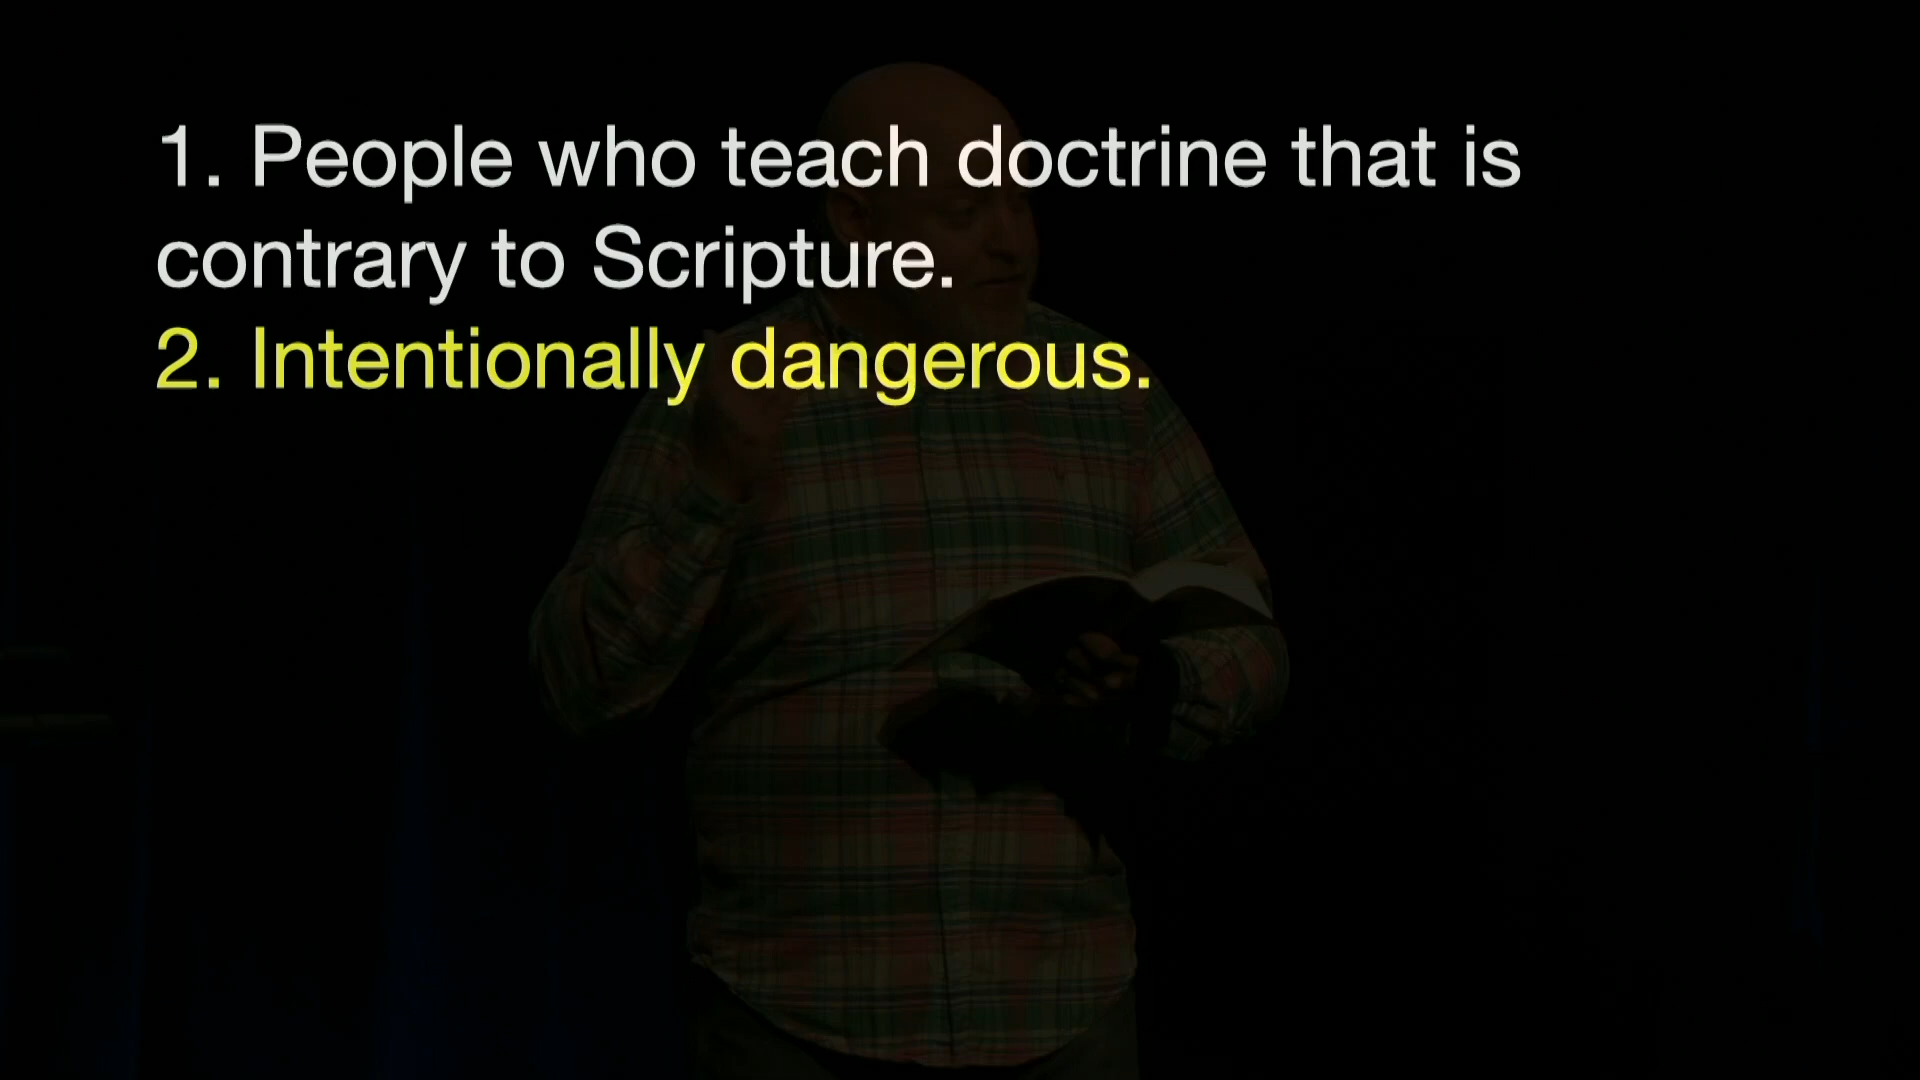 1. People who teach doctrine that is
contrary to Scripture.
2. Intentionally dangerous.